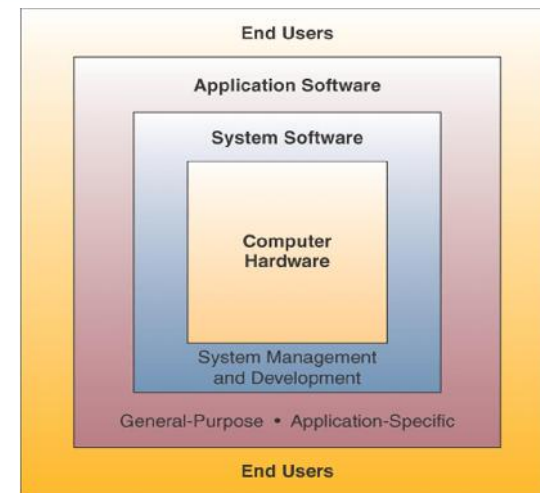 End Users
Application Software
System Software
Computer
Hardware
System Management
and Development
General-Purpose • Application-Specific
End Users